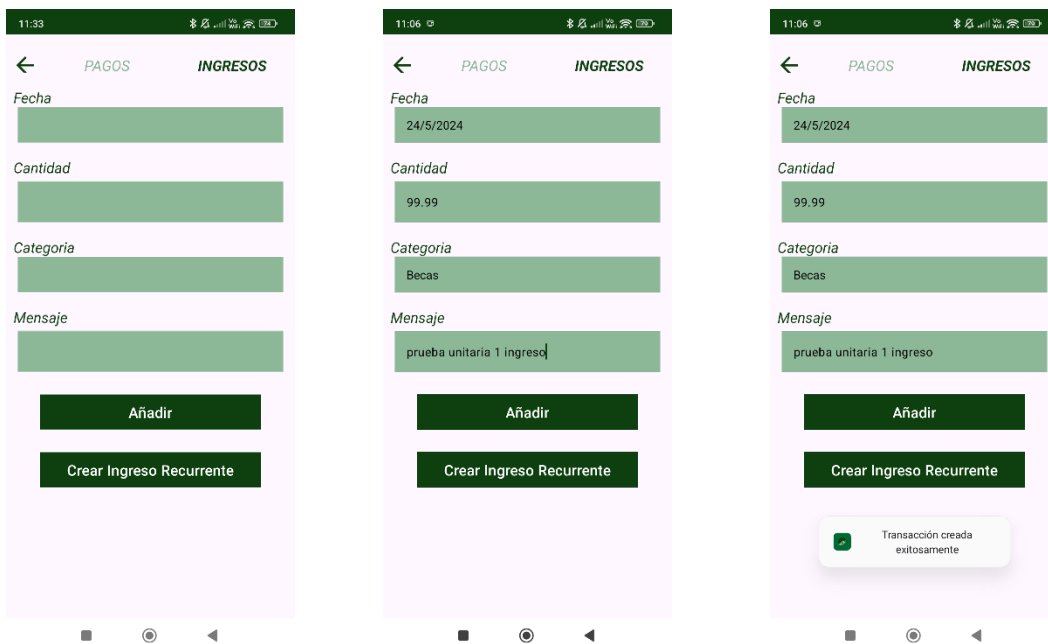 11:33
PAGOS INGRESOS
Fecha
Cantidad
Categoria
Mensaje
Añadir
Crear Ingreso Recurrente
11:06
PAGOS INGRESOS
Fecha
24/5/2024
Cantidad
99.99
Categoria
Becas
Mensaje
prueba unitaria 1 ingreso
Añadir
Crear Ingreso Recurrente
11:06
PAGOS INGRESOS
Fecha
24/5/2024
Cantidad
99.99
Categoria
Becas
Mensaje
prueba unitaria 1 ingreso
Añadir
Crear Ingreso Recurrente
Transacción creada
exitosamente